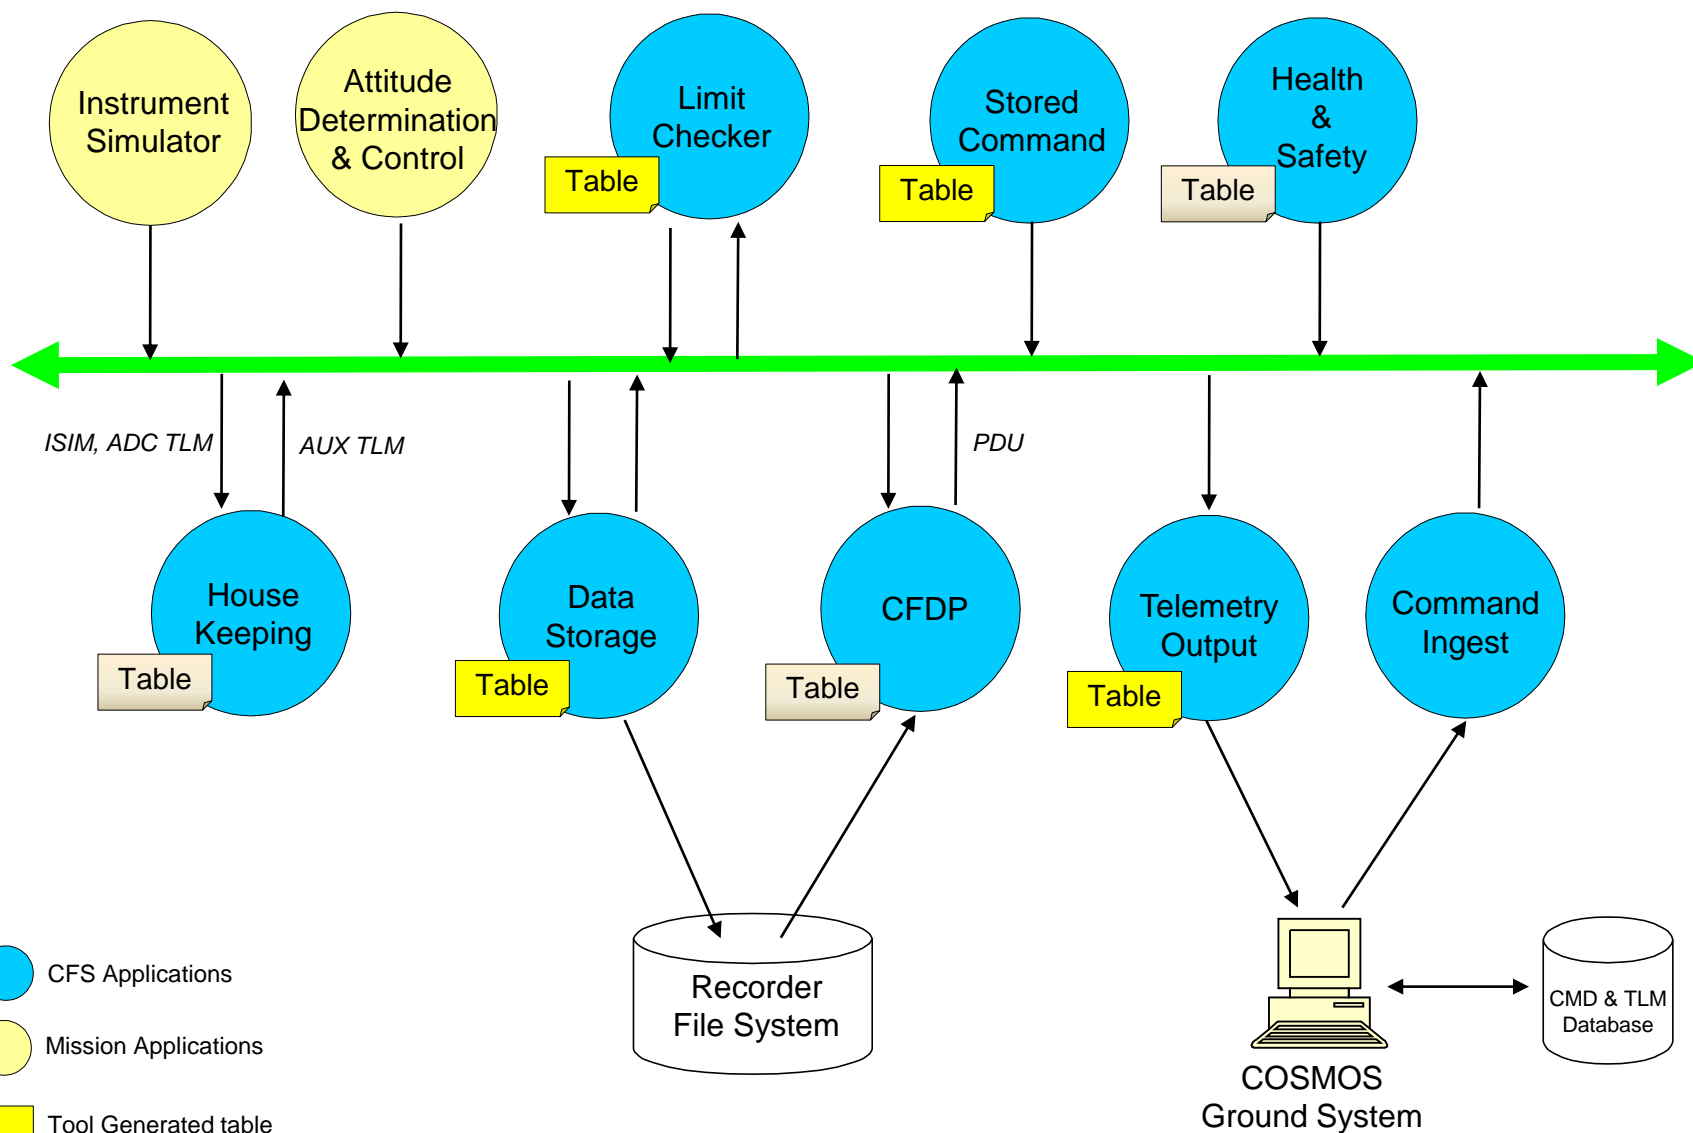 Instrument
Simulator
Attitude
Determination
& Control
Limit
Checker
Table
Stored
Command
Table
Health
&
Safety
Table
ISIM, ADC TLM
AUX TLM
PDU
House
Keeping
Table
Data
Storage
Table
CFDP
Table
Telemetry
Output
Table
Command
Ingest
Recorder
File System
CMD & TLM
Database
COSMOS
Ground System
CFS Applications
Mission Applications
Tool Generated table